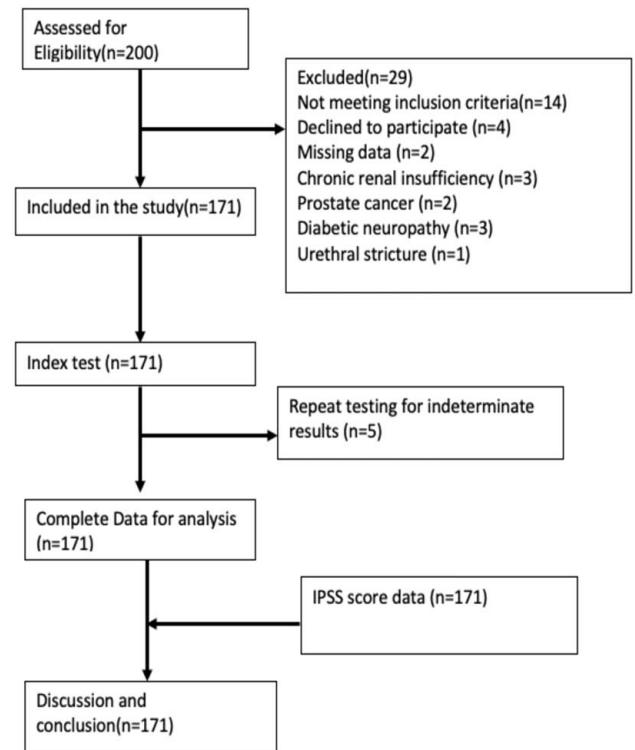 Assessed for
Eligibility(n=200)
Excluded(n=29)
Not meeting inclusion criteria(n=14)
Declined to participate (n=4)
Missing data (n=2)
Chronic renal insufficiency (n=3)
Prostate cancer (n=2)
Diabetic neuropathy (n=3)
Urethral stricture (n=1)
Included in the study(n=171)
Index test (n=171)
Repeat testing for indeterminate
results (n=5)
Complete Data for analysis
(n=171)
IPSS score data (n=171)
Discussion and
conclusion(n=171)